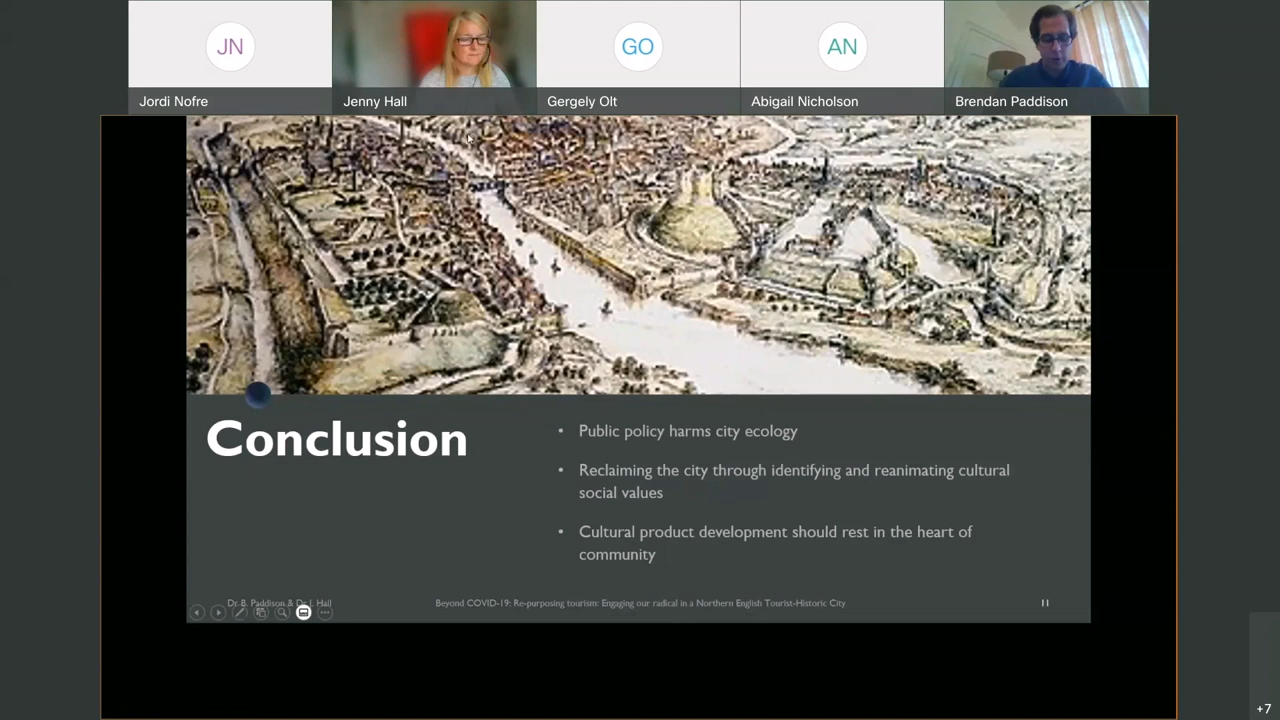 JN
GO
AN
Jordi Nofre
Jenny Hall
Gergely Olt
Abigail Nicholson
Brendan Paddison
Conclusion
• Public policy harms city ecology
• Reclaiming the city through identifying and reanimating cultural
social values
• Cultural product development should rest in the heart of
community
Dr. B. Paddison & Dr. J. Hall
Beyond COVID-19: Re-purposing tourism: Engaging our radical in a Northern English Tourist-Historic City
11
+7